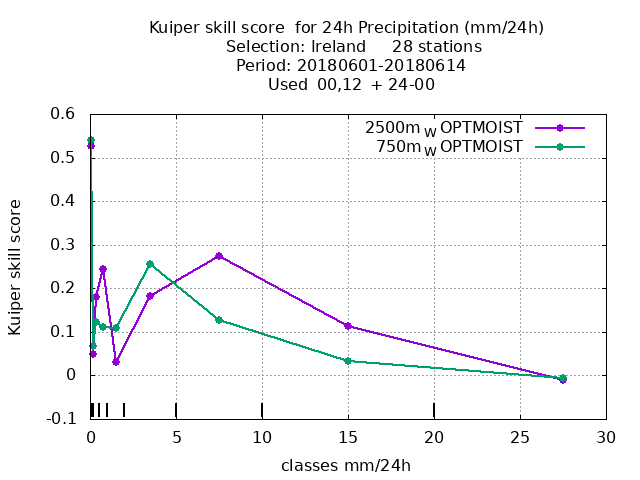 Kuiper skill score  for 24h Precipitation (mm/24h)
Selection: Ireland     28 stations
Period: 20180601-20180614
Used  00,12  + 24-00
2500m W OPTMOIST
750m W OPTMOIST
0.6
0.5
0.4
0.3
0.2
0.1
0
-0.1
Kuiper skill score
0 5 10 15 20 25 30
classes mm/24h